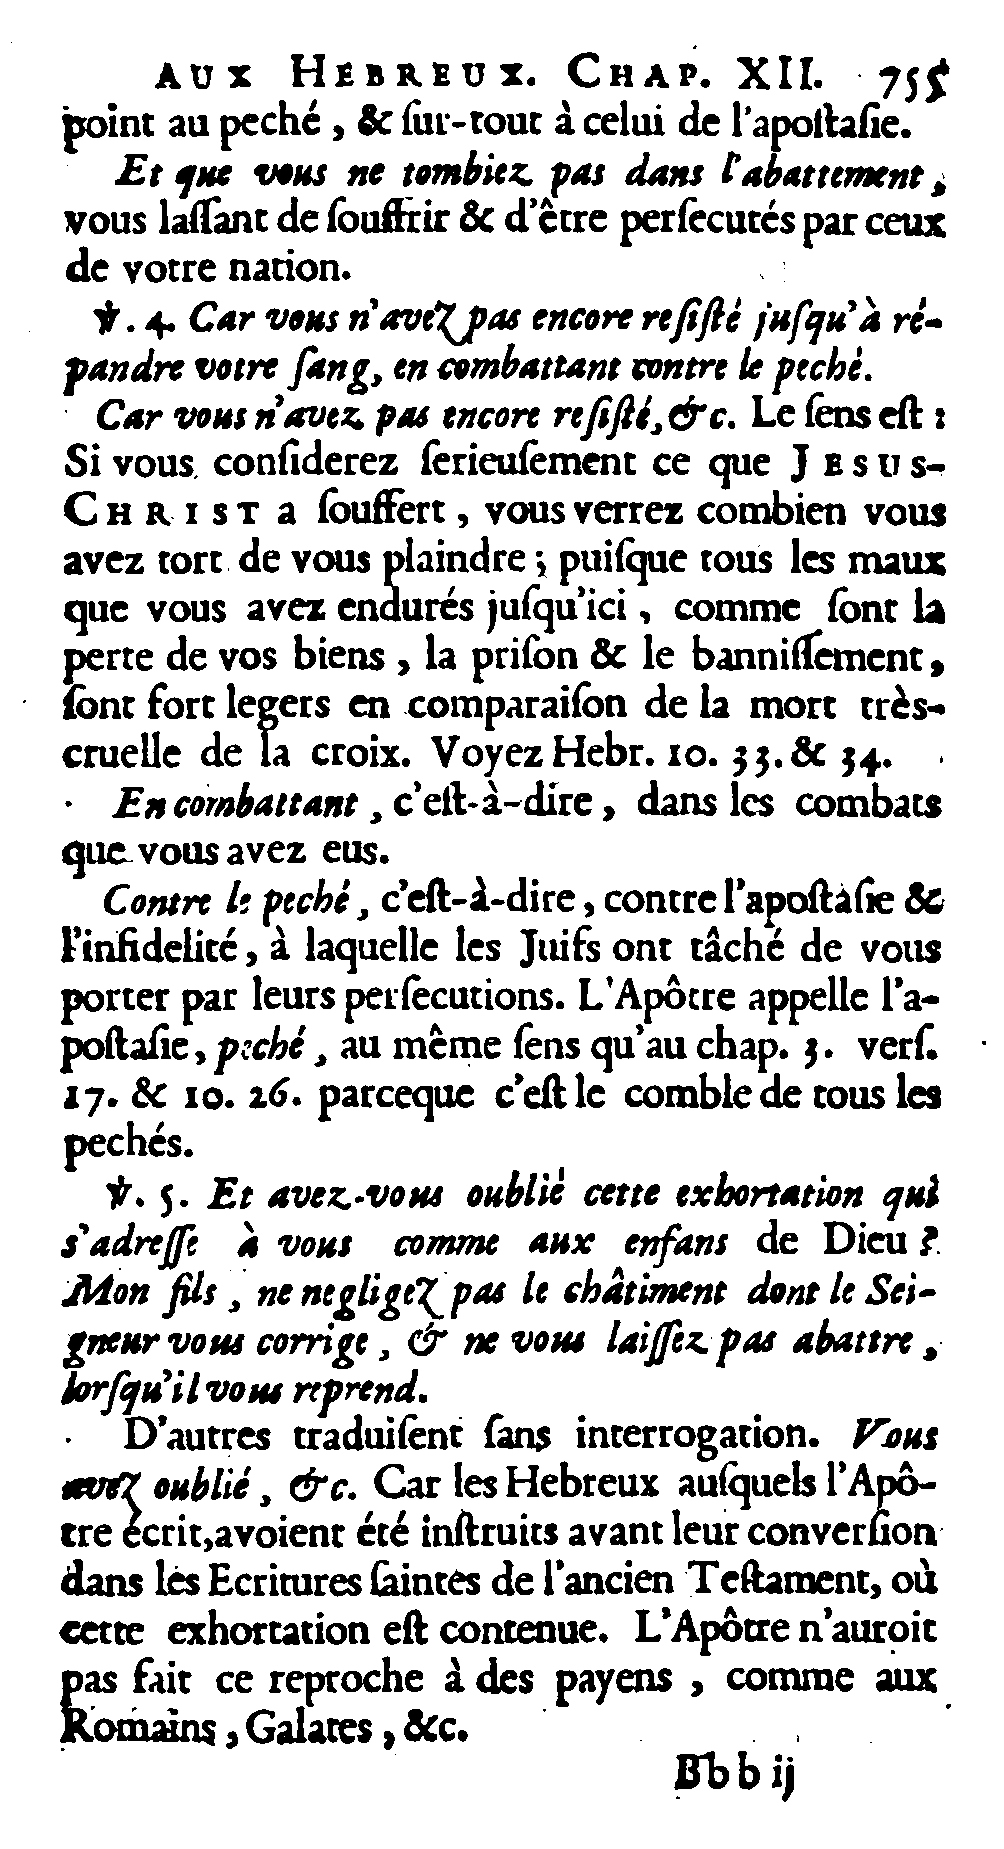 AUX HEBREUX. CHAP. XII. 755
point au peché, & ſur-tout à celui de l'apoſtaſie.
Et que vous ne tombiez pas dans l'abattement,
vous laſſant de ſouffrir & d'être perſecutés par ceux
de votre nation.
℣. 4. Car vous n'avez pas encore reſiſté juſqu'à ré-
pandre votre ſang, en combattant contre le peché.
Car vous n'avez pas encore reſiſté, &c. Le ſens eſt :
Si vous conſiderez ſerieuſement ce que JESUS-
CHRIST a ſouffert, vous verrez combien vous
avez tort de vous plaindre ; puiſque tous les maux
que vous avez endurés juſqu'ici, comme ſont la
perte de vos biens, la priſon & le banniſſement,
ſont fort legers en comparaiſon de la mort très-
cruelle de la croix. Voyez Hebr. 10. 33. & 34.
En combattant, c'eſt-à-dire, dans les combats
que vous avez eus.
Contre le peché, c'eſt-à-dire, contre l'apoſtaſie &
l'infidelité, à laquelle les Juifs ont tâché de vous
porter par leurs perſecutions. L'Apôtre appelle l'a-
poſtaſie, peché, au même ſens qu'au chap. 3. verſ.
17. & 10. 26. parceque c'eſt le comble de tous les
pechés.
℣. 5. Et avez-vous oublié cette exhortation qui
s'adreſſe à vous comme aux enfans de Dieu ?
Mon fils, ne negligez pas le châtiment dont le Sei-
gneur vous corrige, & ne vous laiſſez pas abattre,
lorſqu'il vous reprend.
D'autres traduiſent ſans interrogation. Vous
avez oublié, &c. Car les Hebreux auſquels l'Apô-
tre écrit, avoient été inſtruits avant leur converſion
dans les Ecritures ſaintes de l'ancien Teſtament, où
cette exhortation eſt contenue. L'Apôtre n'auroit
pas fait ce reproche à des payens, comme aux
Romains, Galates, &c.
Bbb ij